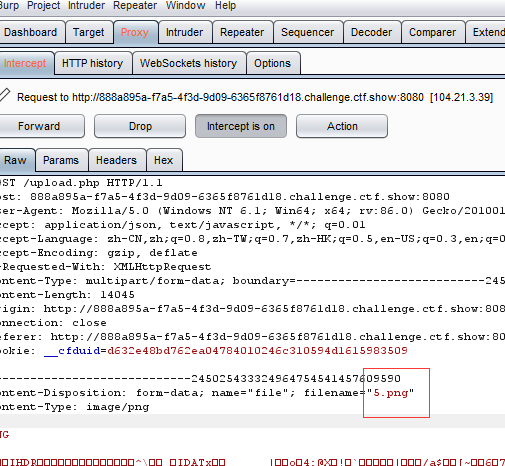 Burp Project Intruder Repeater Window Help
Dashboard Target Proxy Intruder Repeater Sequencer Decoder Comparer Extend
Intercept HTTP history WebSockets history Options
Request to http://888a895a-f7a5-4f3d-9d09-6365f8761d18.challenge.ctf.show:8080 [104.21.3.39]
Forward Drop Intercept is on Action
Raw Params Headers Hex
OST /upload.php HTTP/1.1
ost: 888a895a-f7a5-4f3d-9d09-6365f8761d18.challenge.ctf.show:8080
ser-Agent: Mozilla/5.0 (Windows NT 6.1; Win64; x64; rv:86.0) Gecko/201001
ccept: application/json, text/javascript, */*; q=0.01
ccept-Language: zh-CN,zh;q=0.8,zh-TW;q=0.7,zh-HK;q=0.5,en-US;q=0.3,en;q=0
ccept-Encoding: gzip, deflate
-Requested-With: XMLHttpRequest
ontent-Type: multipart/form-data; boundary=---------------------------245
ontent-Length: 14045
rigin: http://888a895a-f7a5-4f3d-9d09-6365f8761d18.challenge.ctf.show:808
onnection: close
eferer: http://888a895a-f7a5-4f3d-9d09-6365f8761d18.challenge.ctf.show:80
ookie: __cfduid=d632e48bd762ea04784010246c310594d1615983509
---------------------------245025433324964754541457609590
ontent-Disposition: form-data; name="file"; filename="5.png"
ontent-Type: image/png
NG